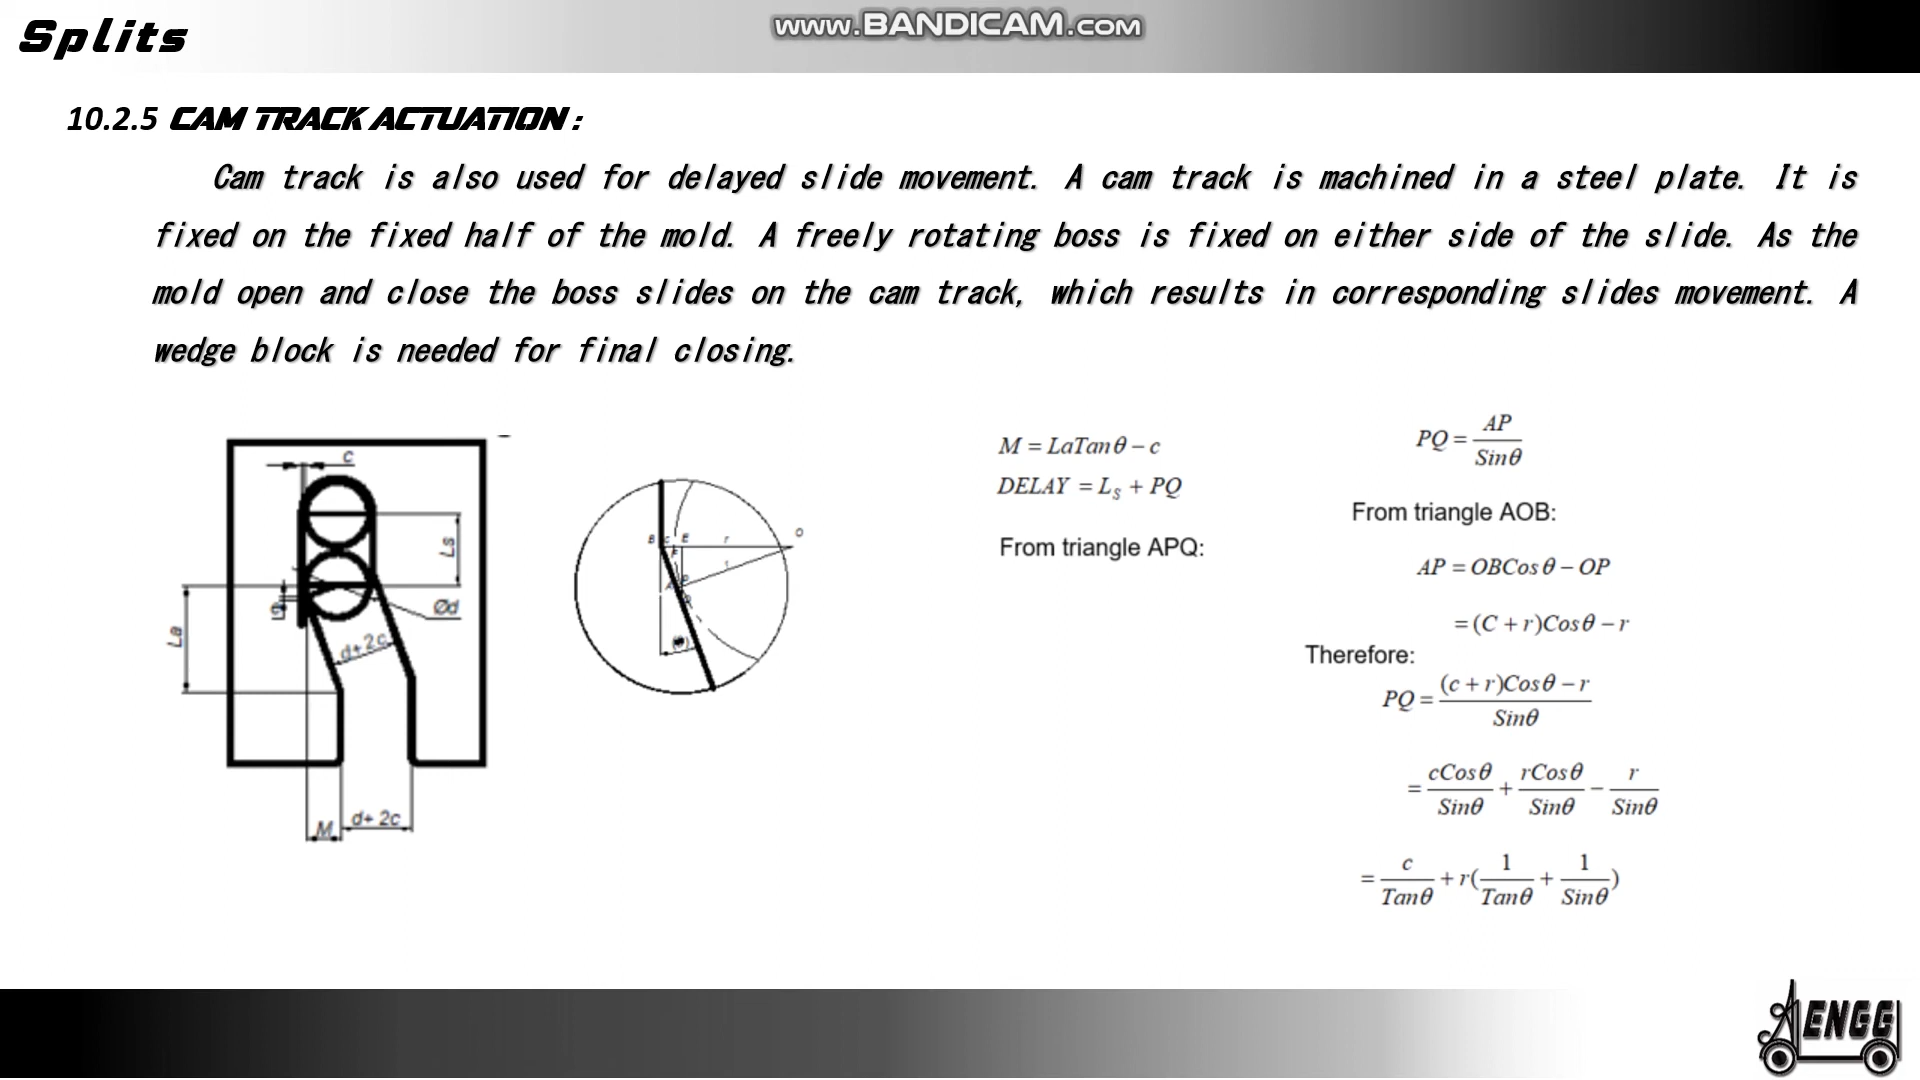 Splits
www.BANDICAM.com
10.2.5 CAM TRACK ACTUATION :
Cam track is also used for delayed slide movement. A cam track is machined in a steel plate. It is
fixed on the fixed half of the mold. A freely rotating boss is fixed on either side of the slide. As the
mold open and close the boss slides on the cam track, which results in corresponding slides movement. A
wedge block is needed for final closing.
c
Ls
Ød
La
d+ 2c
M
d+ 2c
B c E r O
r
M = LaTanθ − c
DELAY = L_S + PQ
From triangle APQ:
PQ = AP / Sinθ
From triangle AOB:
AP = OBCosθ − OP
= (C + r)Cosθ − r
Therefore:
PQ = (c + r)Cosθ − r / Sinθ
= cCosθ / Sinθ + rCosθ / Sinθ − r / Sinθ
= c / Tanθ + r( 1 / Tanθ + 1 / Sinθ )
AENGG